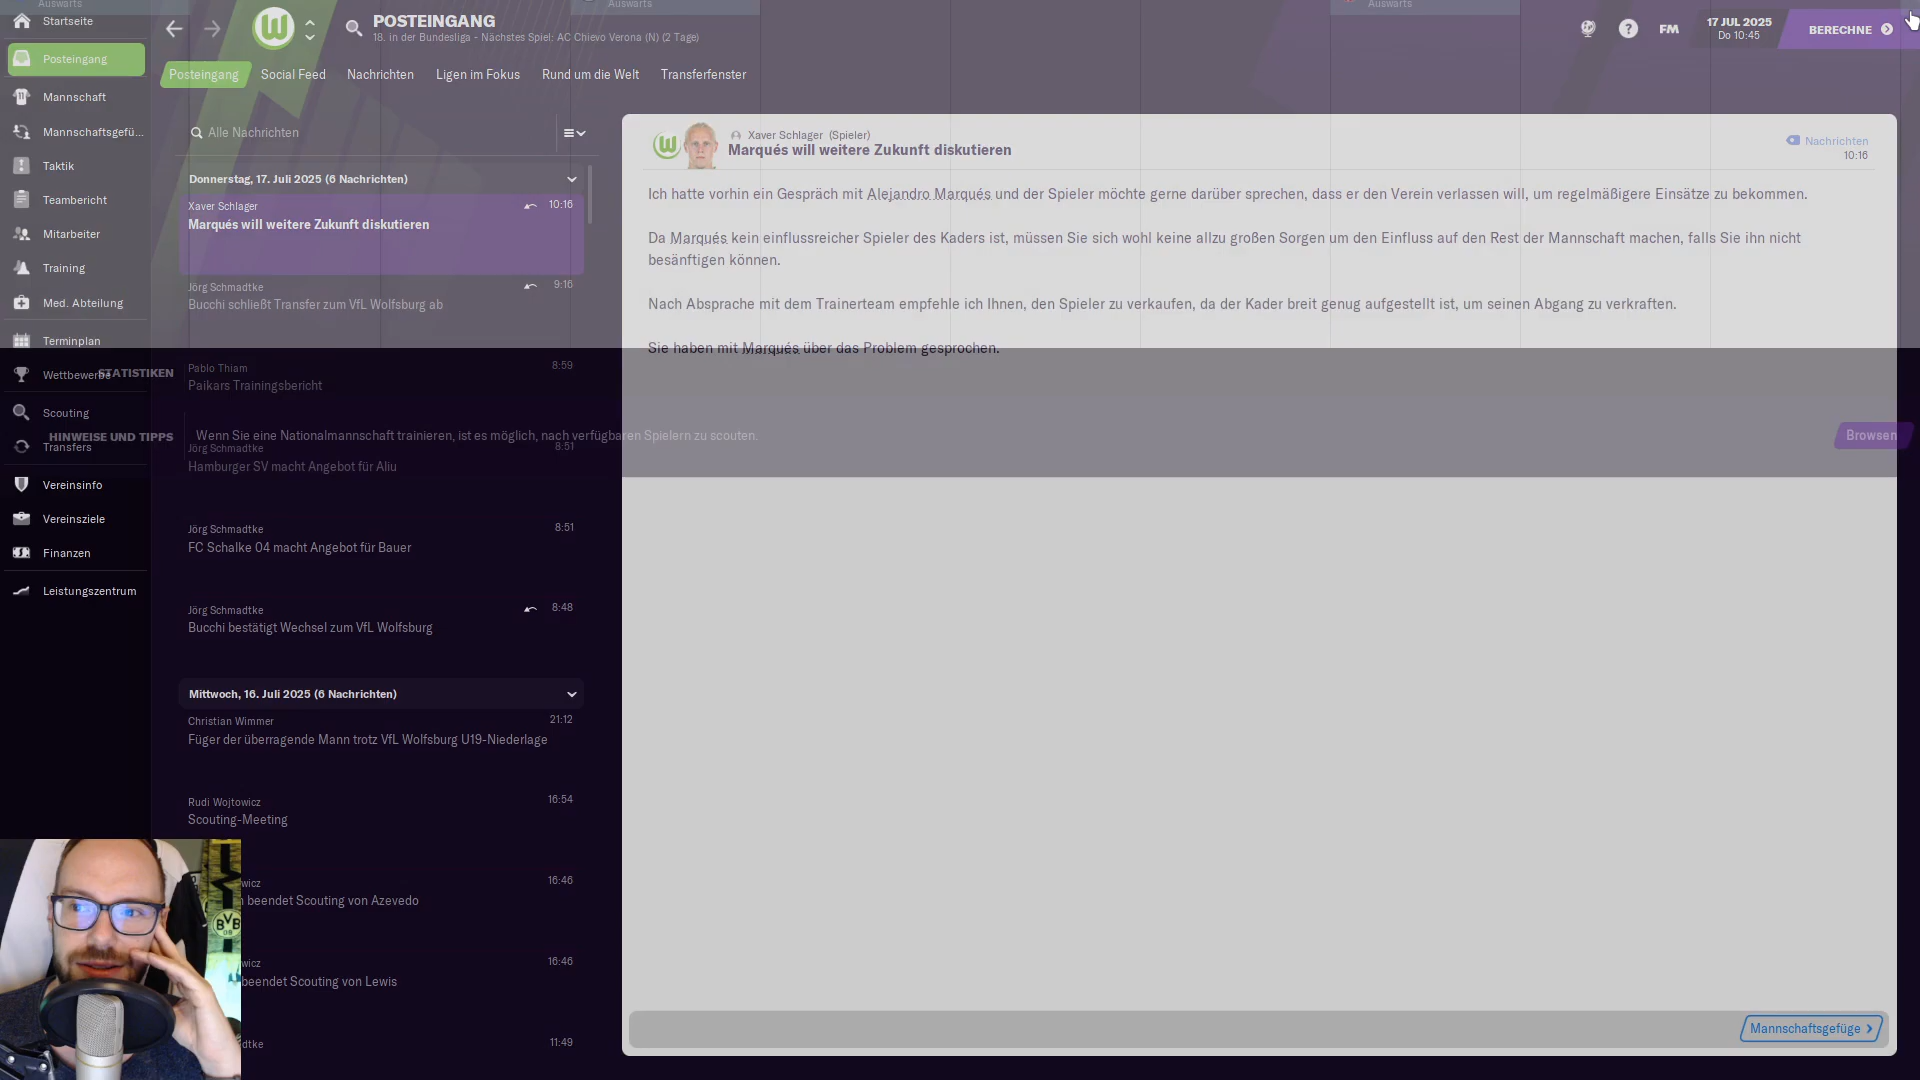 Auswärts
Auswärts
Auswärts
Startseite
POSTEINGANG
18. in der Bundesliga - Nächstes Spiel: AC Chievo Verona (N) (2 Tage)
FM
17 JUL 2025
Do 10:45
BERECHNE
Posteingang
Posteingang
Social Feed
Nachrichten
Ligen im Fokus
Rund um die Welt
Transferfenster
Mannschaft
Mannschaftsgefü...
Taktik
Teambericht
Mitarbeiter
Training
Med. Abteilung
Terminplan
Wettbewerbe
STATISTIKEN
Scouting
HINWEISE UND TIPPS
Transfers
Vereinsinfo
Vereinsziele
Finanzen
Leistungszentrum
Alle Nachrichten
Donnerstag, 17. Juli 2025 (6 Nachrichten)
Xaver Schlager 10:16
Marqués will weitere Zukunft diskutieren
Jörg Schmadtke 9:16
Bucchi schließt Transfer zum VfL Wolfsburg ab
Pablo Thiam 8:59
Paikars Trainingsbericht
Wenn Sie eine Nationalmannschaft trainieren, ist es möglich, nach verfügbaren Spielern zu scouten.
Browsen
Jörg Schmadtke 8:51
Hamburger SV macht Angebot für Aliu
Jörg Schmadtke 8:51
FC Schalke 04 macht Angebot für Bauer
Jörg Schmadtke 8:48
Bucchi bestätigt Wechsel zum VfL Wolfsburg
Mittwoch, 16. Juli 2025 (6 Nachrichten)
Christian Wimmer 21:12
Füger der überragende Mann trotz VfL Wolfsburg U19-Niederlage
Rudi Wojtowicz 16:54
Scouting-Meeting
wicz 16:46
beendet Scouting von Azevedo
wicz 16:46
beendet Scouting von Lewis
dtke 11:49
Xaver Schlager (Spieler)
Marqués will weitere Zukunft diskutieren
Nachrichten
10:16
Ich hatte vorhin ein Gespräch mit Alejandro Marqués und der Spieler möchte gerne darüber sprechen, dass er den Verein verlassen will, um regelmäßigere Einsätze zu bekommen.
Da Marqués kein einflussreicher Spieler des Kaders ist, müssen Sie sich wohl keine allzu großen Sorgen um den Einfluss auf den Rest der Mannschaft machen, falls Sie ihn nicht
besänftigen können.
Nach Absprache mit dem Trainerteam empfehle ich Ihnen, den Spieler zu verkaufen, da der Kader breit genug aufgestellt ist, um seinen Abgang zu verkraften.
Sie haben mit Marqués über das Problem gesprochen.
Mannschaftsgefüge
BVB
09